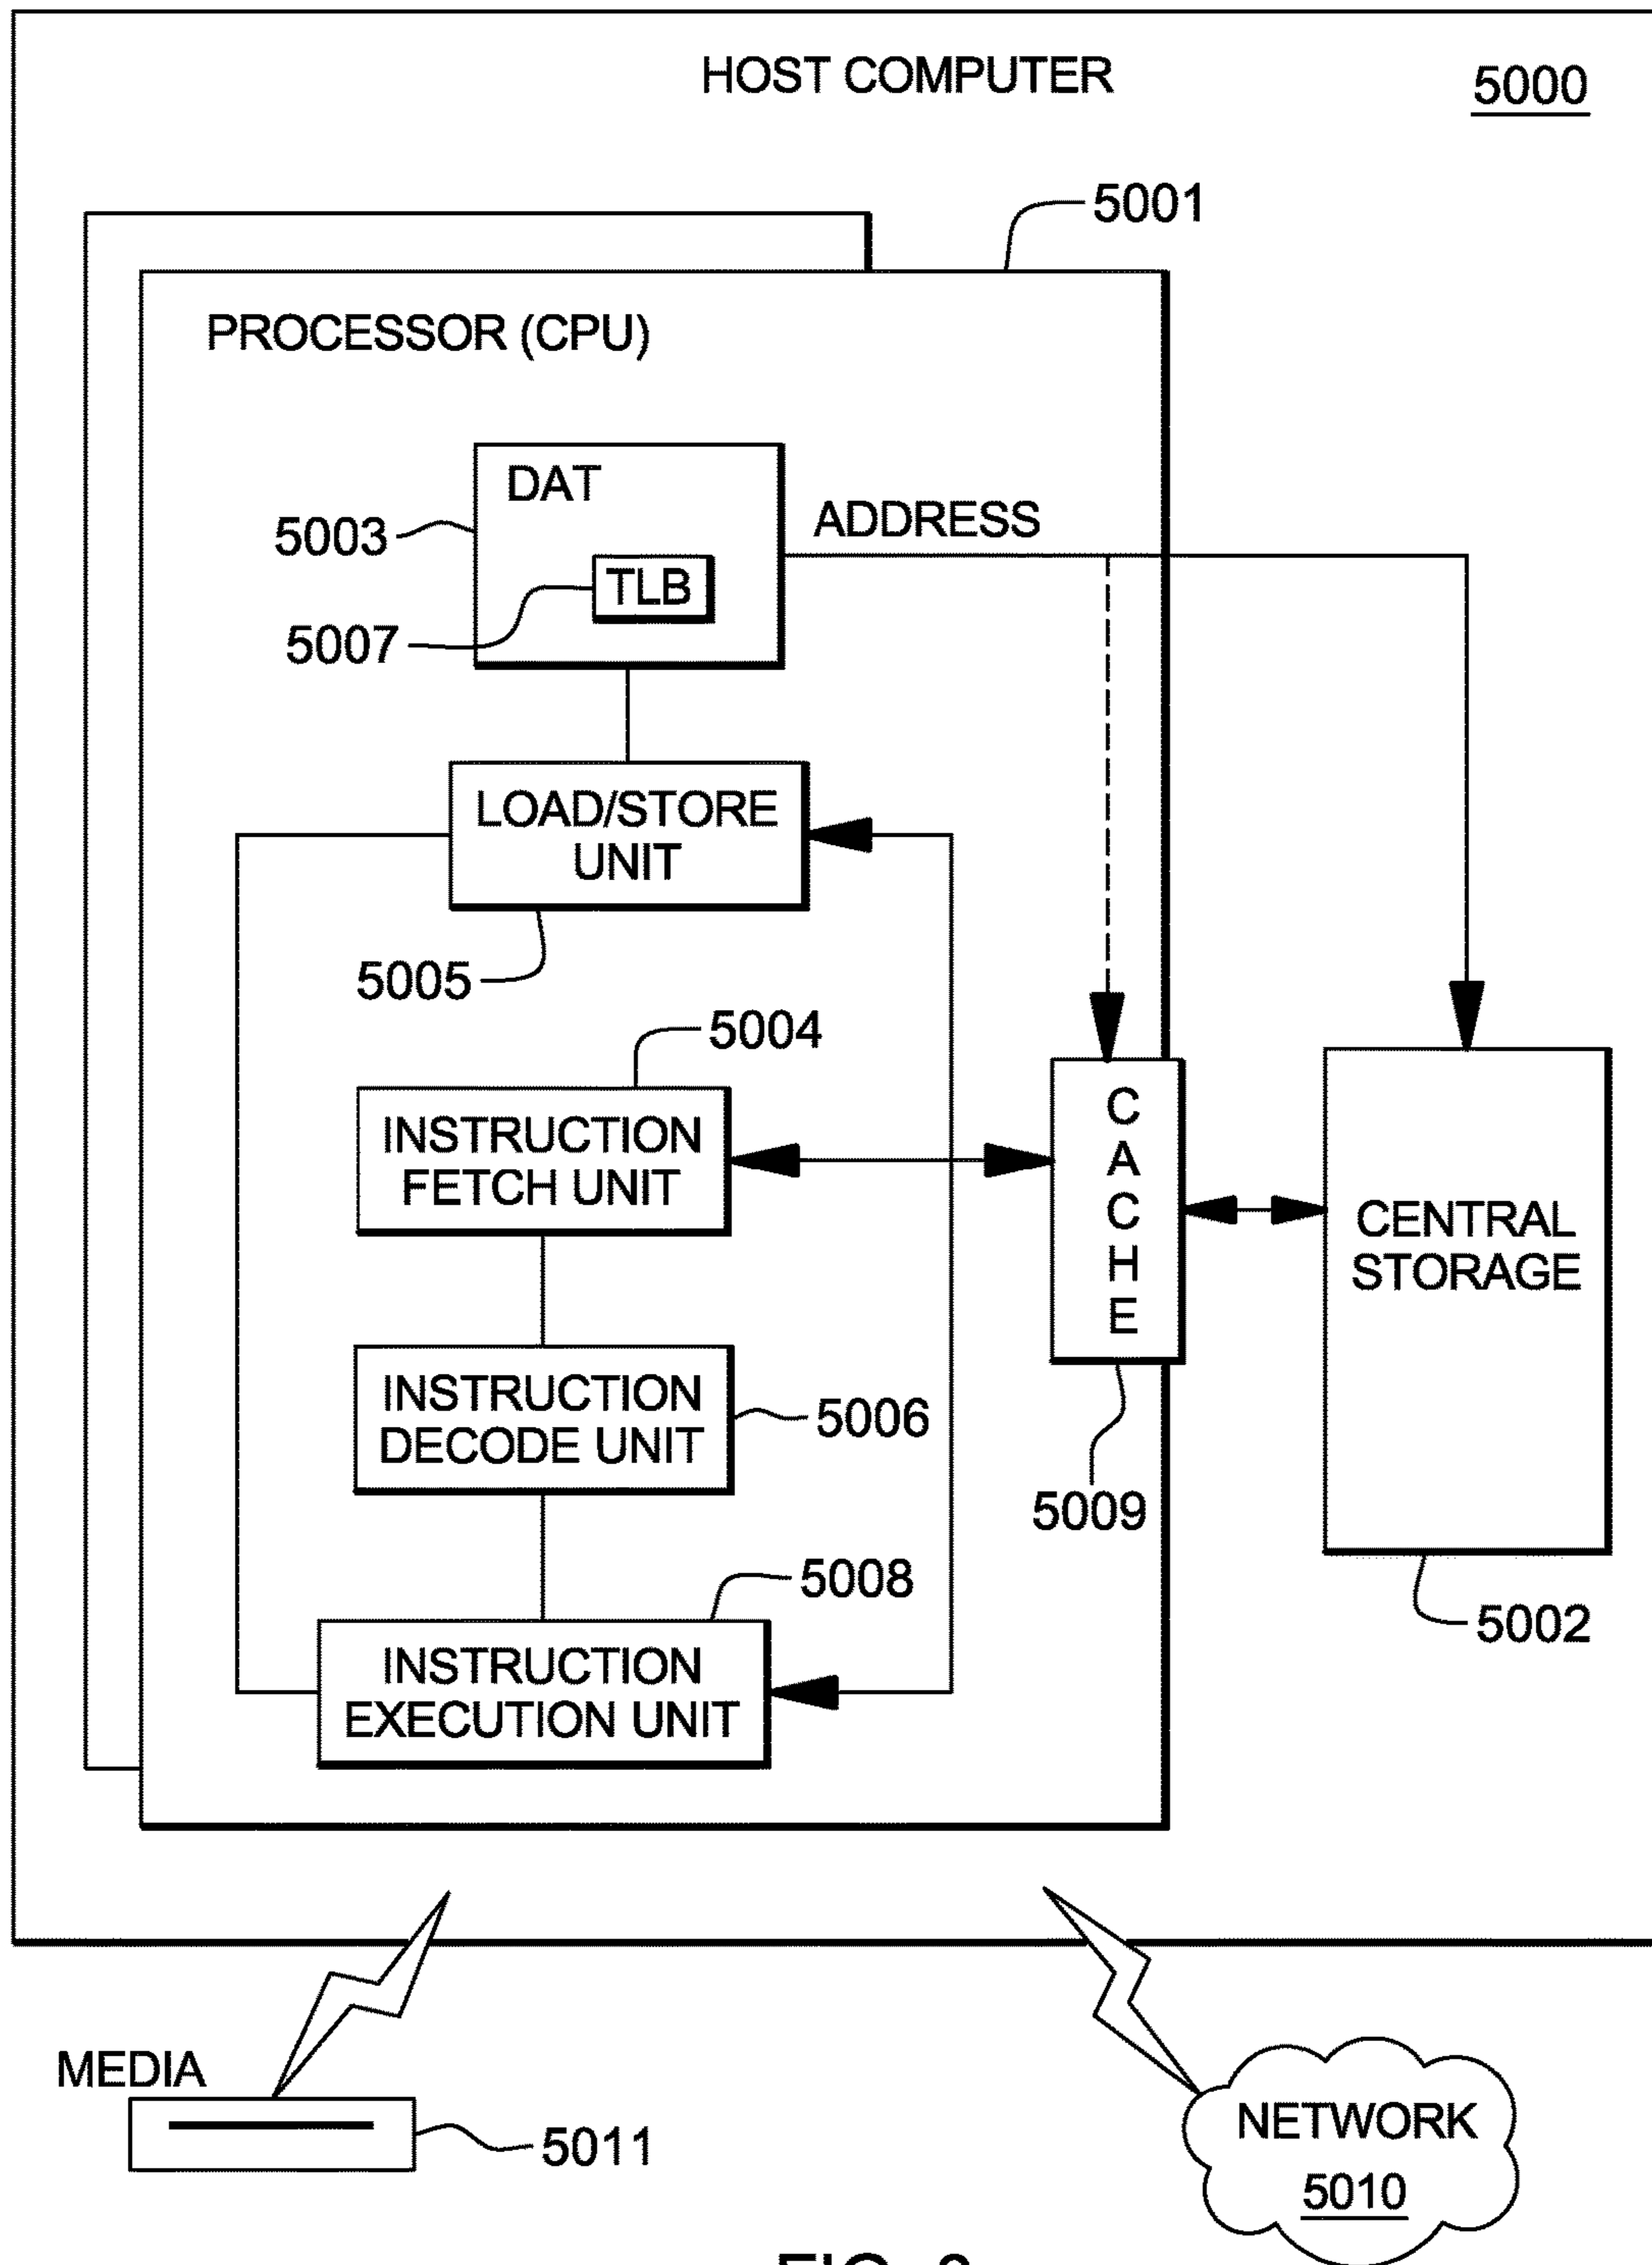 HOST COMPUTER
5000
5001
PROCESSOR (CPU)
DAT
5003
ADDRESS
TLB
5007
LOAD/STORE
UNIT
5005
5004
INSTRUCTION
FETCH UNIT
CACHE
CENTRAL
STORAGE
INSTRUCTION
DECODE UNIT
5006
5009
5008
5002
INSTRUCTION
EXECUTION UNIT
MEDIA
5011
NETWORK
5010